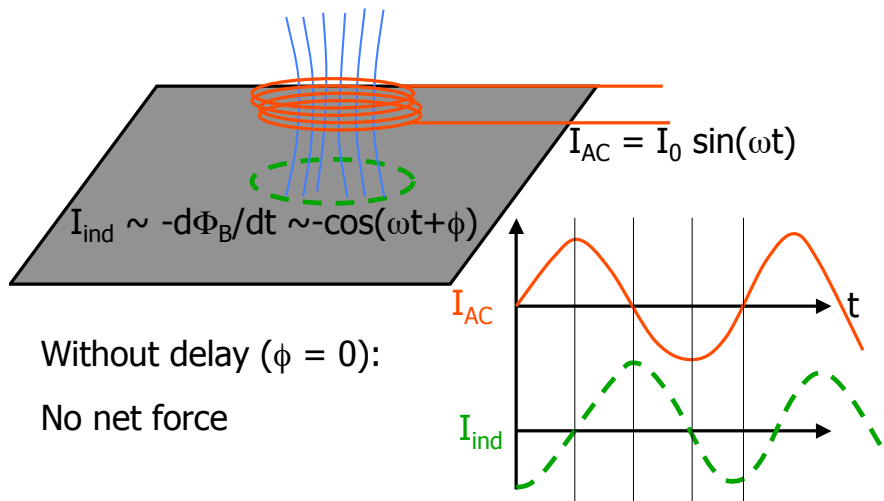 I_AC = I_0 sin(ωt)
I_ind ~ -dΦ_B/dt ~-cos(ωt+ϕ)
I_AC
t
Without delay (ϕ = 0):
No net force
I_ind